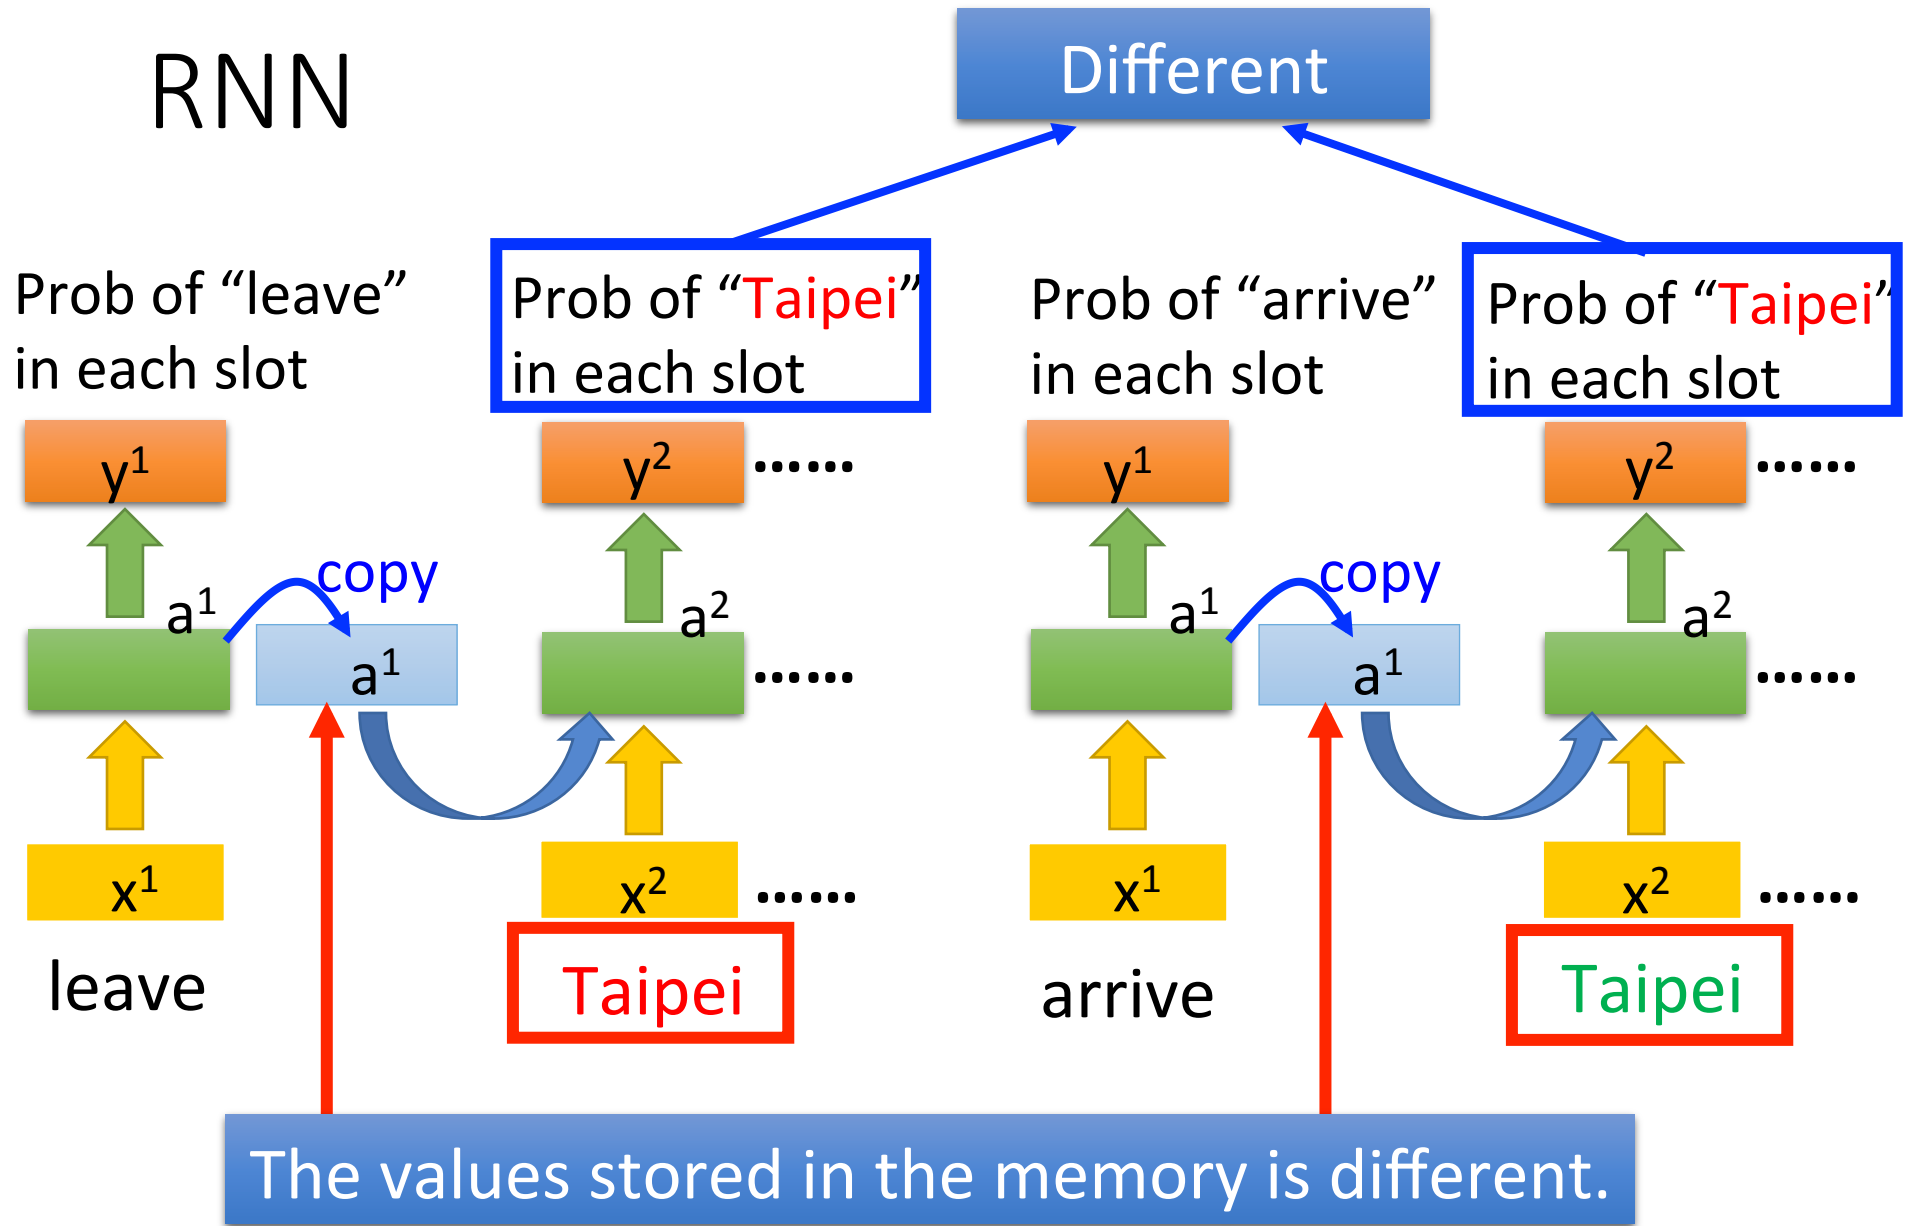 RNN
Different
Prob of “leave”
in each slot
Prob of “Taipei”
in each slot
Prob of “arrive”
in each slot
Prob of “Taipei”
in each slot
y¹
y²
......
y¹
y²
......
copy
copy
a¹
a¹
a²
......
a¹
a¹
a²
......
x¹
x²
......
x¹
x²
......
leave
Taipei
arrive
Taipei
The values stored in the memory is different.